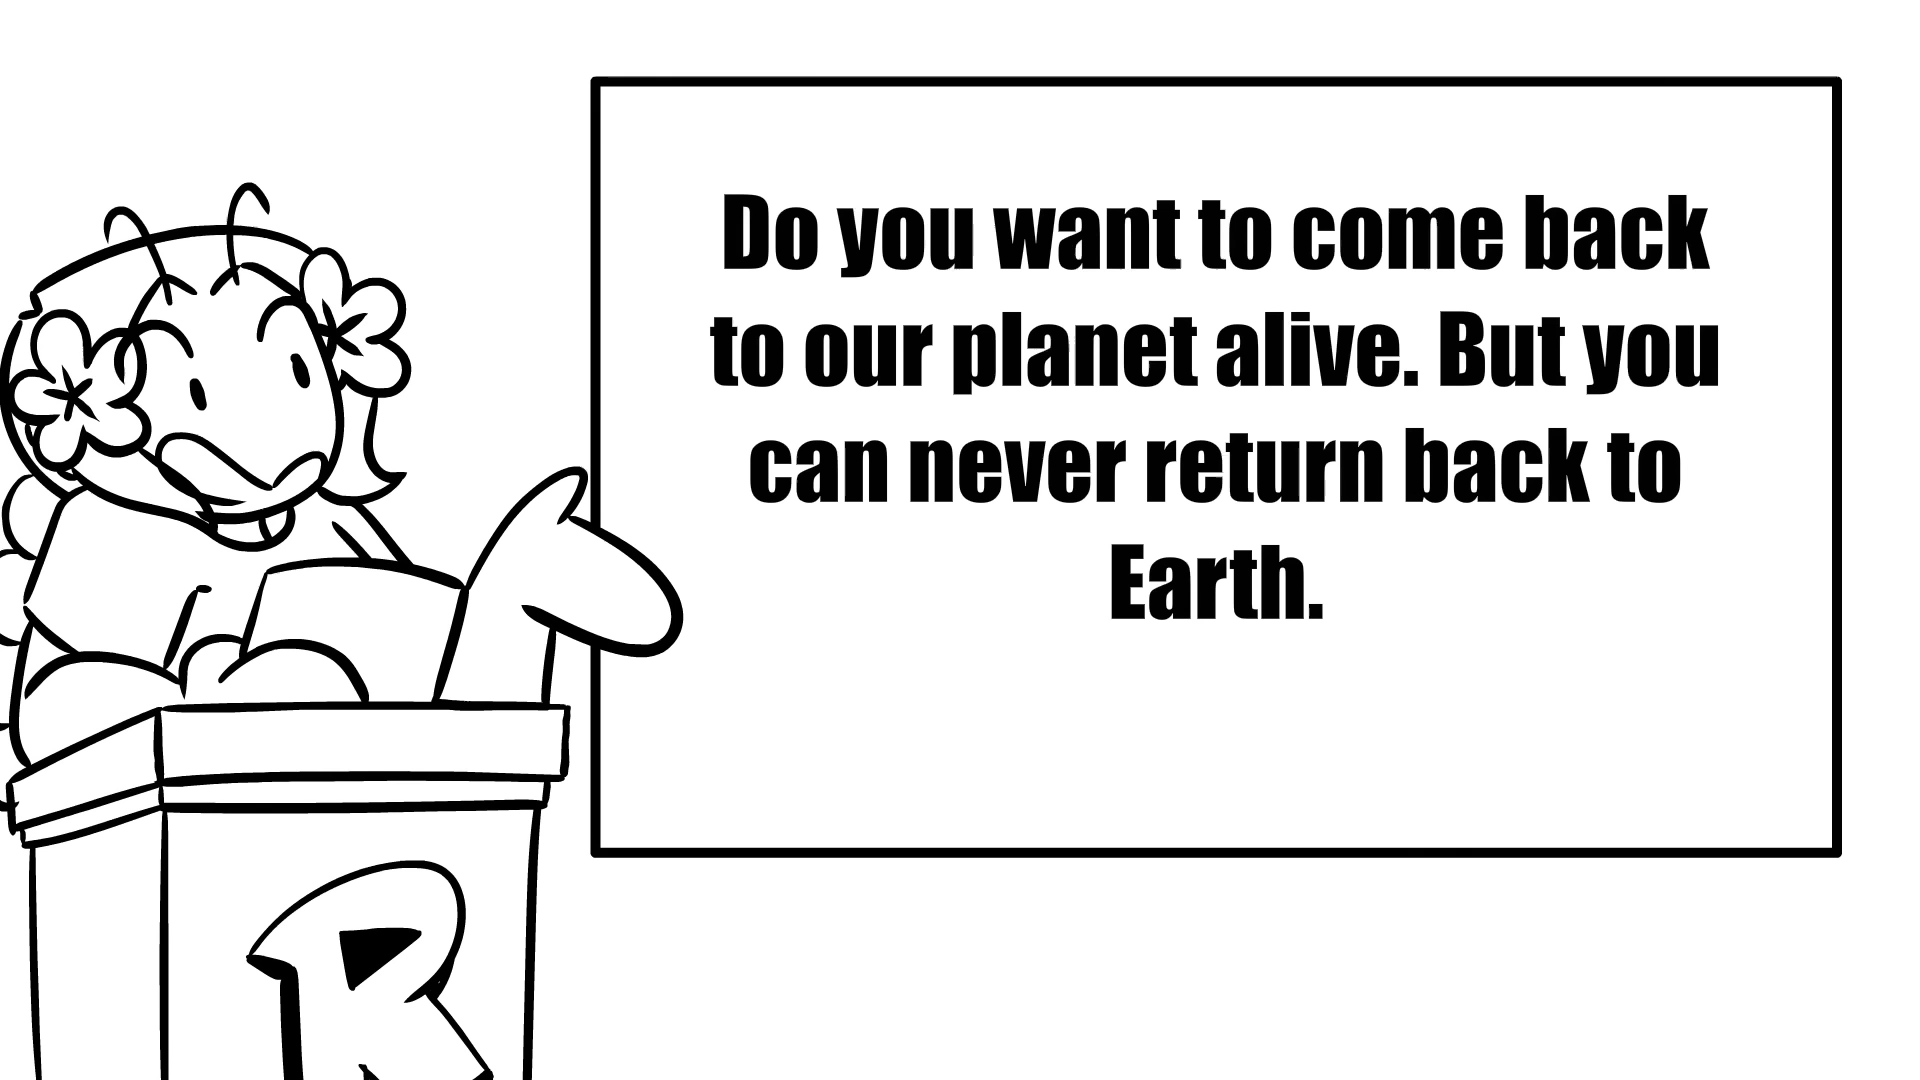 Do you want to come back
to our planet alive. But you
can never return back to
Earth.
R